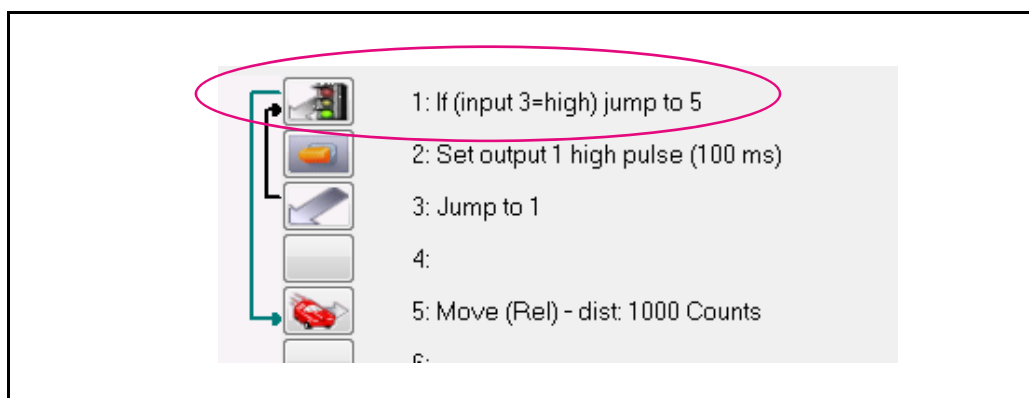 1: If (input 3=high) jump to 5
2: Set output 1 high pulse (100 ms)
3: Jump to 1
4:
5: Move (Rel) - dist: 1000 Counts
6: